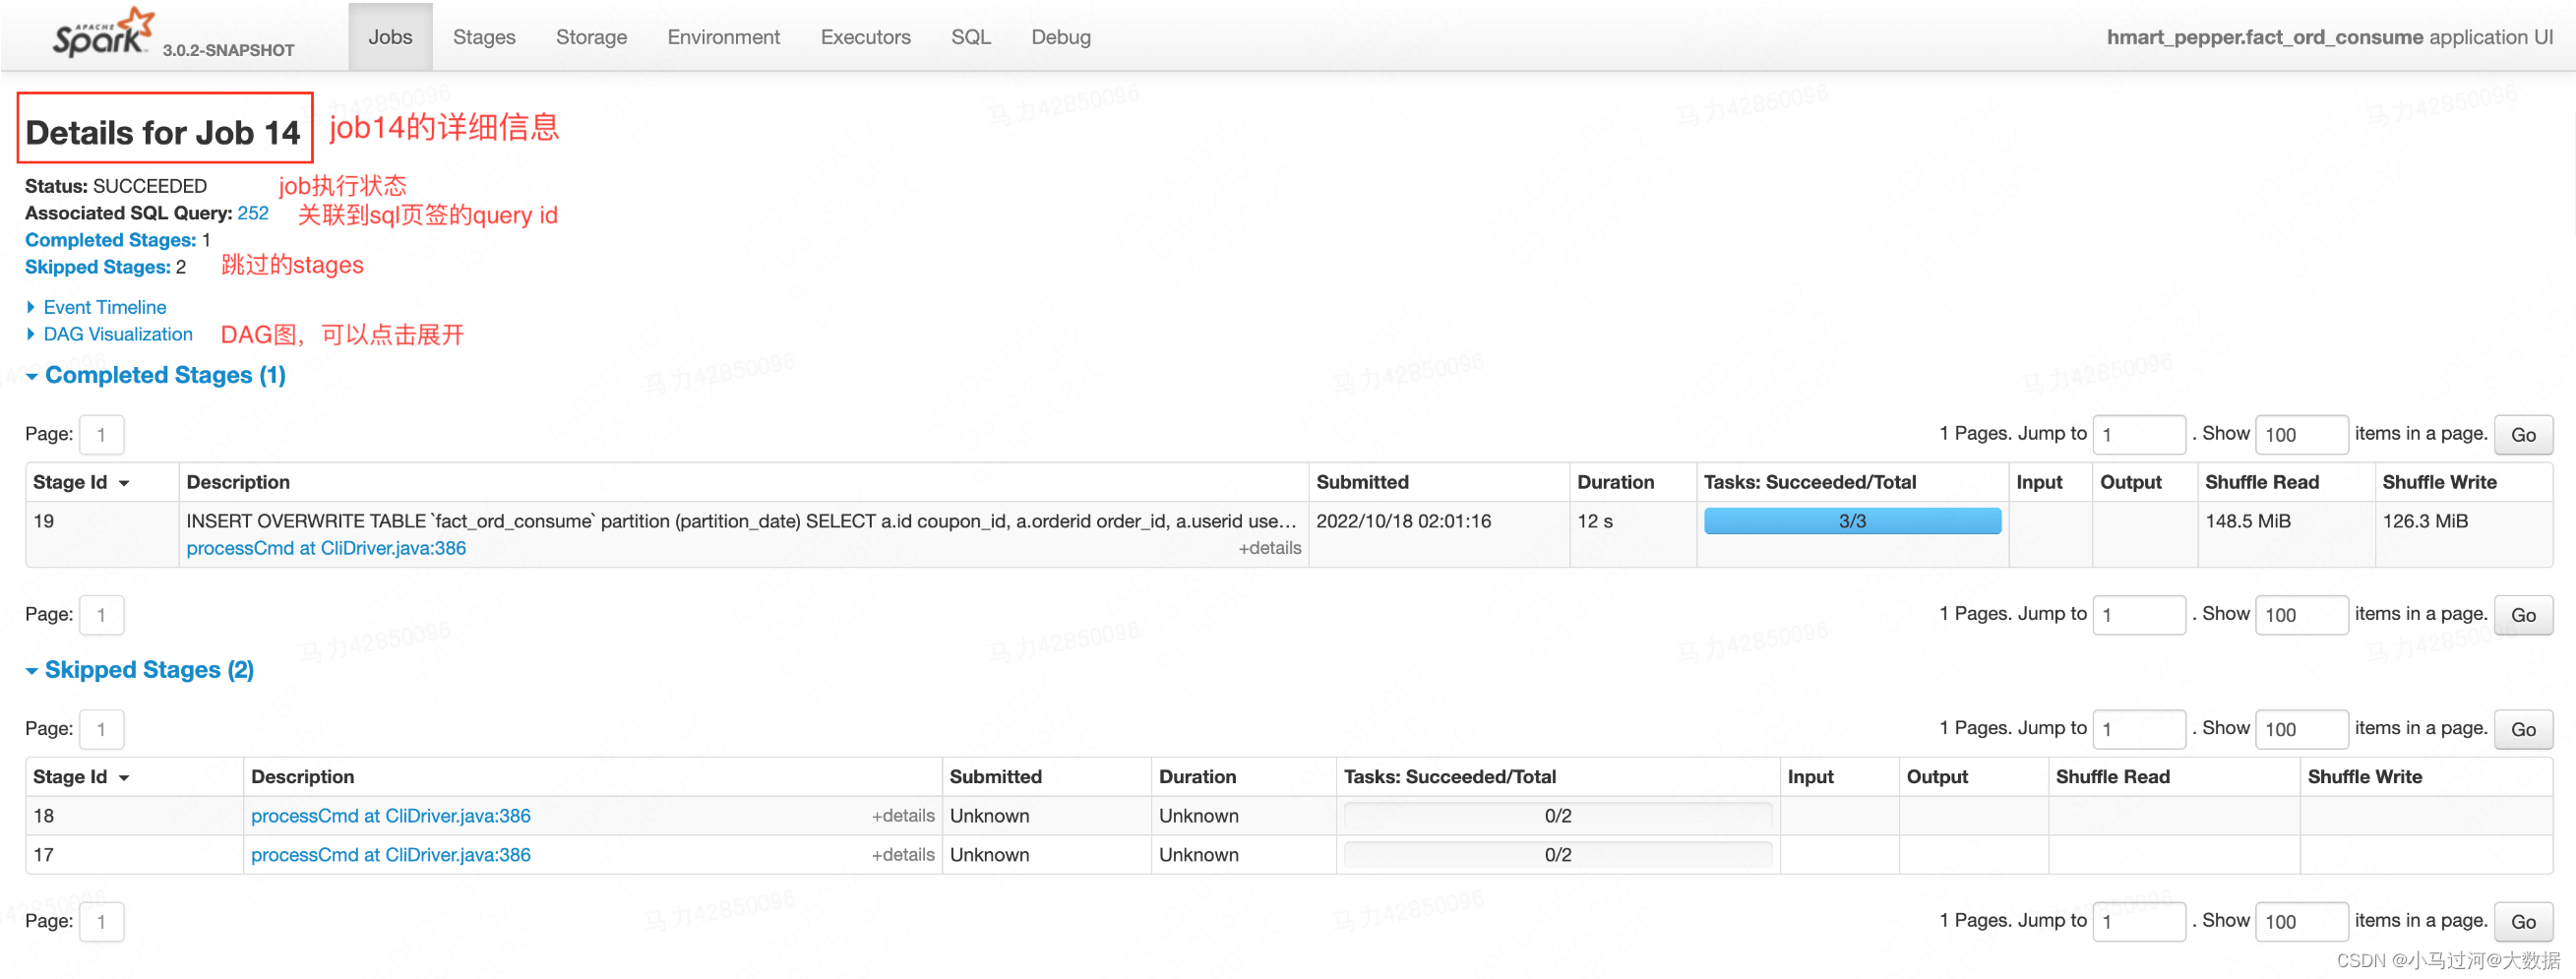 APACHE Spark 3.0.2-SNAPSHOT Jobs Stages Storage Environment Executors SQL Debug hmart_pepper.fact_ord_consume application UI
Details for Job 14 job14的详细信息
Status: SUCCEEDED job执行状态
Associated SQL Query: 252 关联到sql页签的query id
Completed Stages: 1
Skipped Stages: 2 跳过的stages
Event Timeline
DAG Visualization DAG图，可以点击展开
Completed Stages (1)
Page: 1 1 Pages. Jump to 1 . Show 100 items in a page. Go
Stage Id Description Submitted Duration Tasks: Succeeded/Total Input Output Shuffle Read Shuffle Write
19 INSERT OVERWRITE TABLE `fact_ord_consume` partition (partition_date) SELECT a.id coupon_id, a.orderid order_id, a.userid use... 2022/10/18 02:01:16 12 s 3/3 148.5 MiB 126.3 MiB
processCmd at CliDriver.java:386 +details
Page: 1 1 Pages. Jump to 1 . Show 100 items in a page. Go
Skipped Stages (2)
Page: 1 1 Pages. Jump to 1 . Show 100 items in a page. Go
Stage Id Description Submitted Duration Tasks: Succeeded/Total Input Output Shuffle Read Shuffle Write
18 processCmd at CliDriver.java:386 +details Unknown Unknown 0/2
17 processCmd at CliDriver.java:386 +details Unknown Unknown 0/2
Page: 1 1 Pages. Jump to 1 . Show 100 items in a page. Go
马力42850096
CSDN @小马过河@大数据